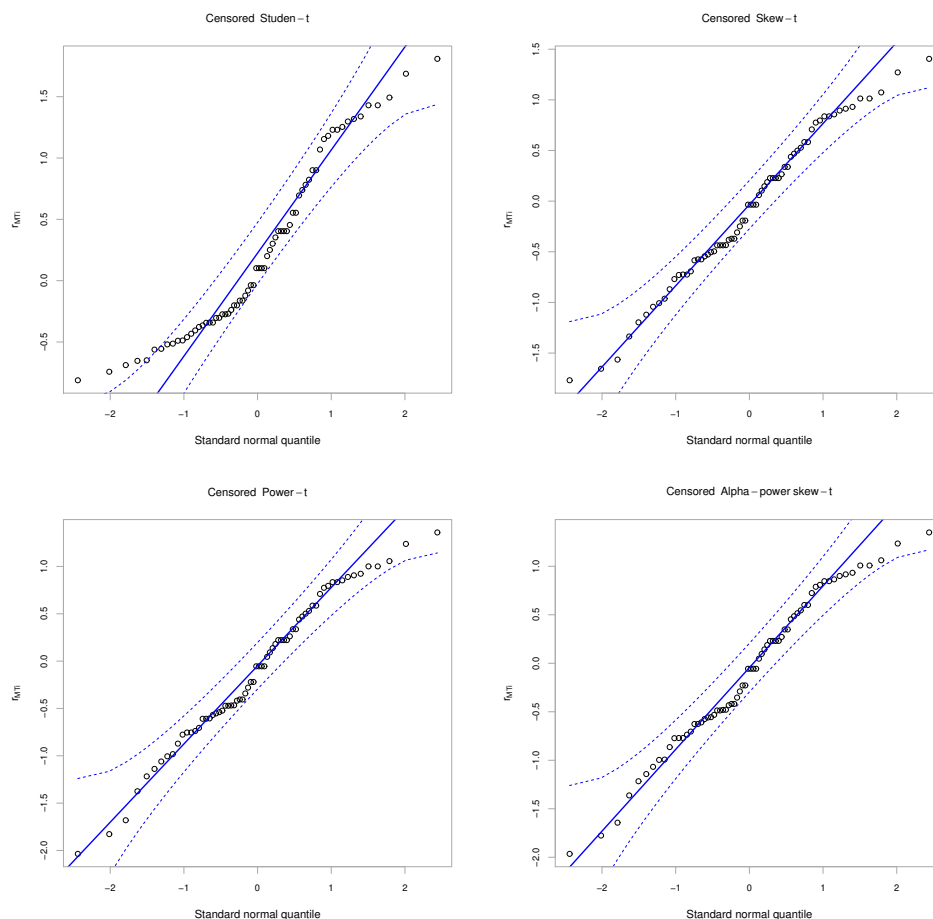 Censored Studen−t
1.5
1.0
0.5
0.0
−0.5
rMTi
−2 −1 0 1 2
Standard normal quantile
Censored Skew−t
1.5
1.0
0.5
0.0
−0.5
−1.0
−1.5
rMTi
−2 −1 0 1 2
Standard normal quantile
Censored Power−t
1.0
0.5
0.0
−0.5
−1.0
−1.5
−2.0
rMTi
−2 −1 0 1 2
Standard normal quantile
Censored Alpha−power skew−t
1.0
0.5
0.0
−0.5
−1.0
−1.5
−2.0
rMTi
−2 −1 0 1 2
Standard normal quantile